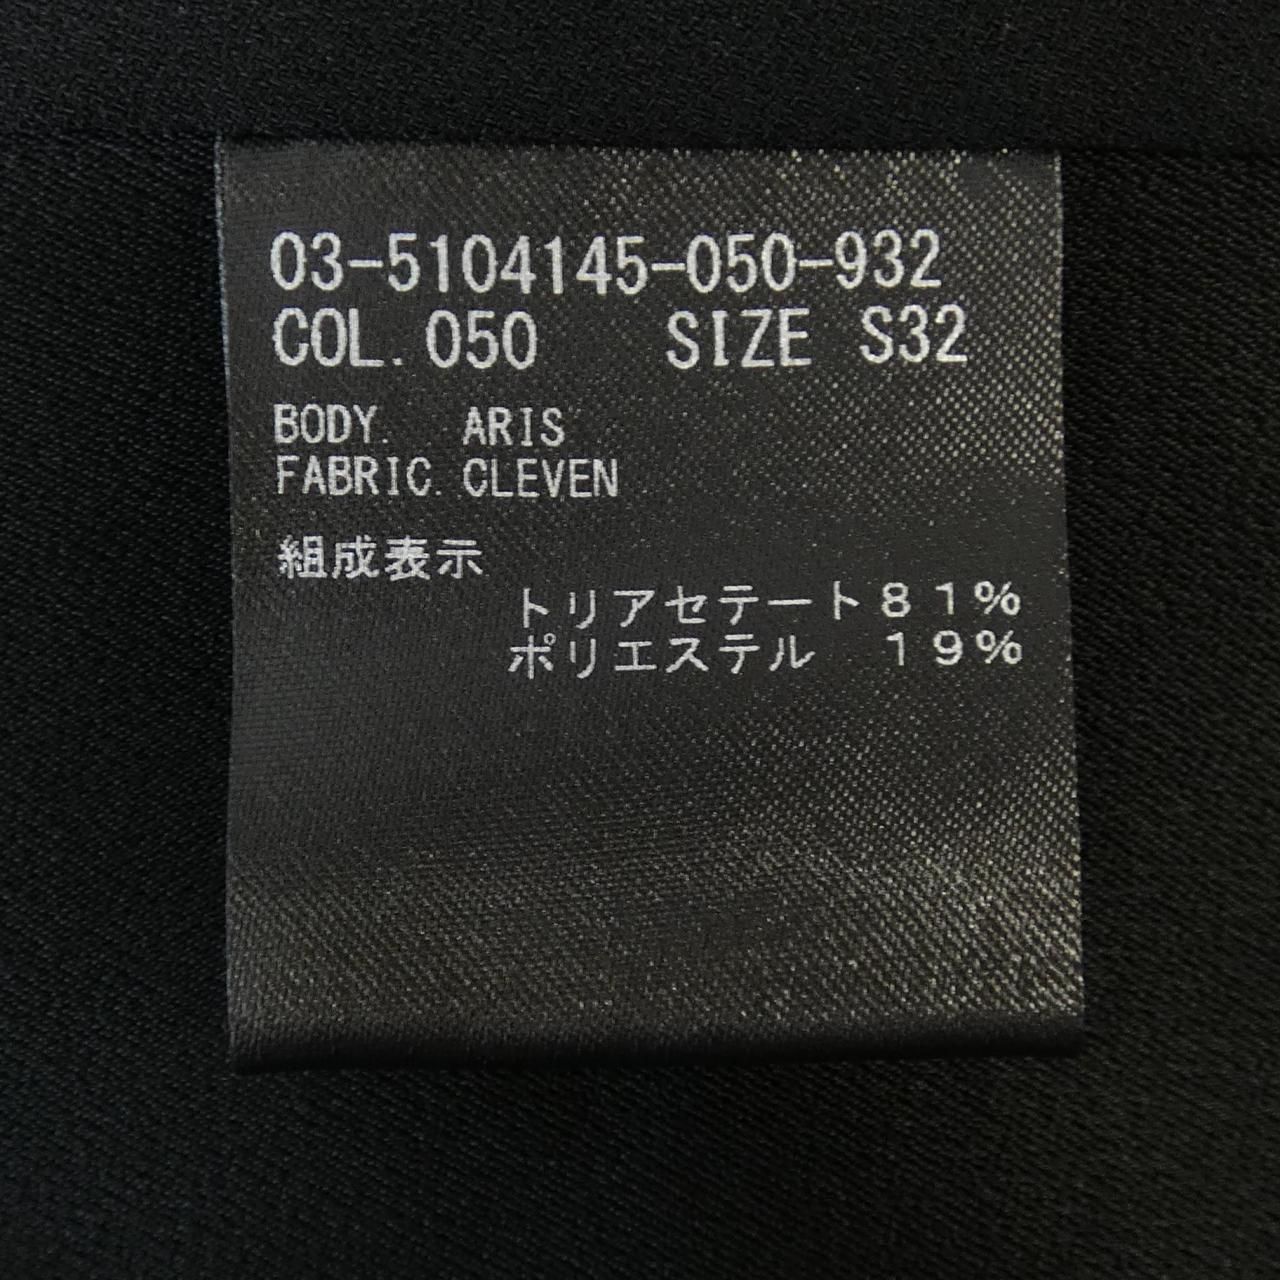 03-5104145-050-932
COL. 050 SIZE S32
BODY. ARIS
FABRIC. CLEVEN
組成表示
トリアセテート８１％
ポリエステル　１９％